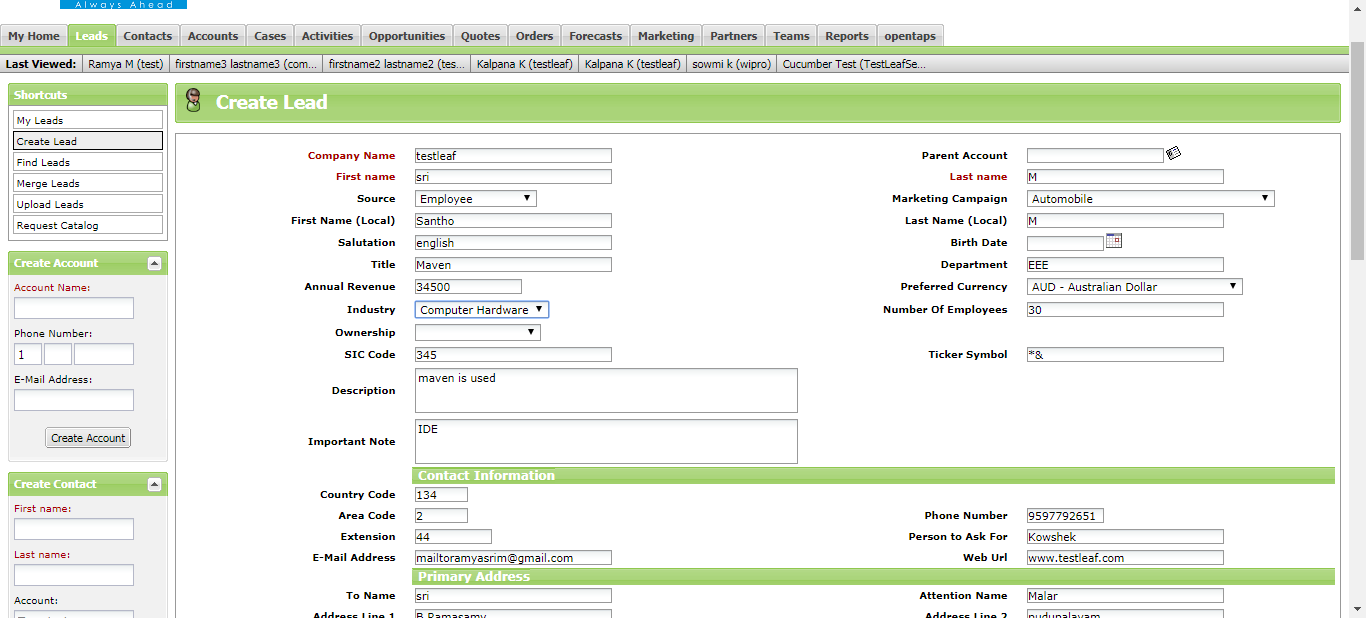 Always Ahead
My Home Leads Contacts Accounts Cases Activities Opportunities Quotes Orders Forecasts Marketing Partners Teams Reports opentaps
Last Viewed: Ramya M (test) firstname3 lastname3 (com... firstname2 lastname2 (tes... Kalpana K (testleaf) Kalpana K (testleaf) sowmi k (wipro) Cucumber Test (TestLeafSe...
Shortcuts
My Leads
Create Lead
Find Leads
Merge Leads
Upload Leads
Request Catalog
Create Account
Account Name:
Phone Number:
1
E-Mail Address:
Create Account
Create Contact
First name:
Last name:
Account:
Create Lead
Company Name testleaf Parent Account
First name sri Last name M
Source Employee Marketing Campaign Automobile
First Name (Local) Santho Last Name (Local) M
Salutation english Birth Date
Title Maven Department EEE
Annual Revenue 34500 Preferred Currency AUD - Australian Dollar
Industry Computer Hardware Number Of Employees 30
Ownership
SIC Code 345 Ticker Symbol *&
Description maven is used
Important Note IDE
Contact Information
Country Code 134
Area Code 2 Phone Number 9597792651
Extension 44 Person to Ask For Kowshek
E-Mail Address mailtoramyasrim@gmail.com Web Url www.testleaf.com
Primary Address
To Name sri Attention Name Malar
Address Line 1 B Ramasamy Address Line 2